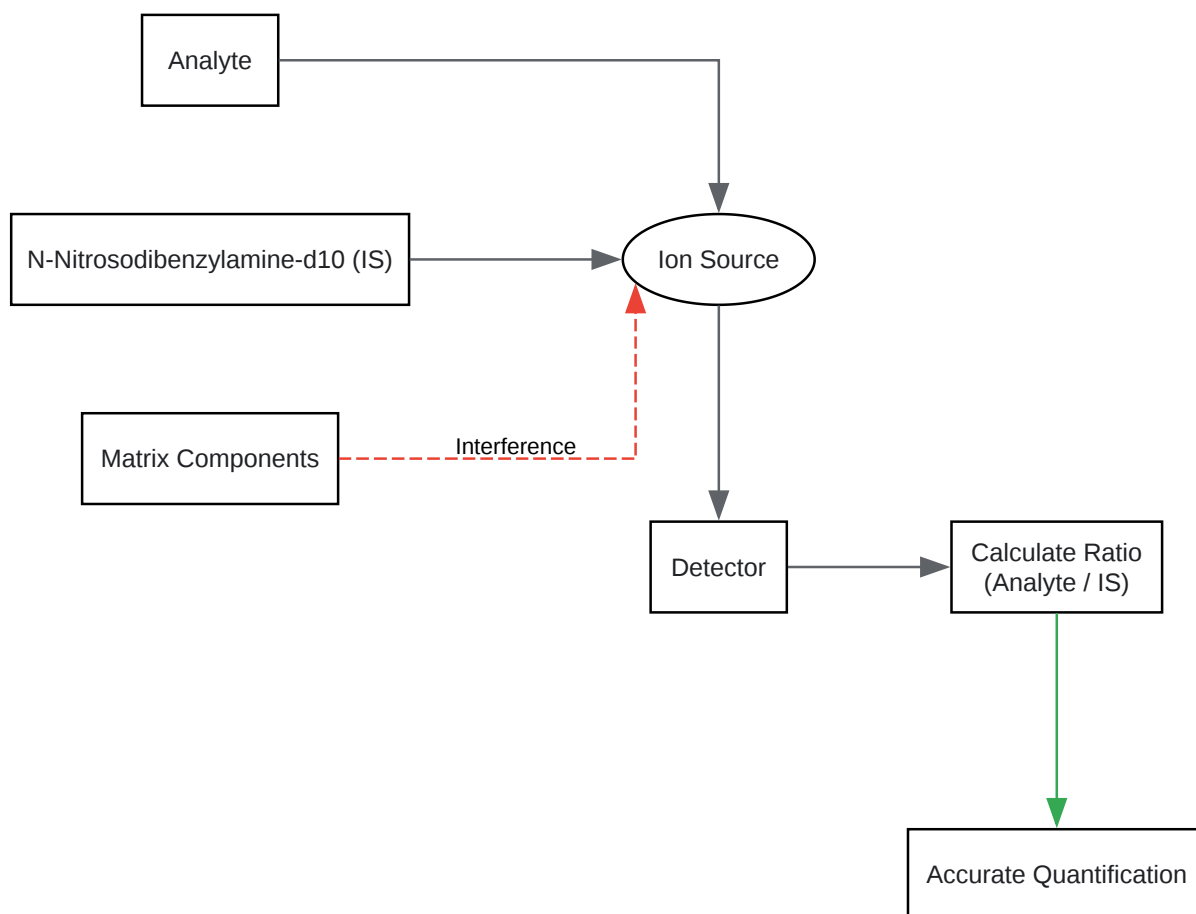 Analyte
N-Nitrosodibenzylamine-d10 (IS)
Ion Source
Interference
Matrix Components
Detector
Calculate Ratio
(Analyte / IS)
Accurate Quantification